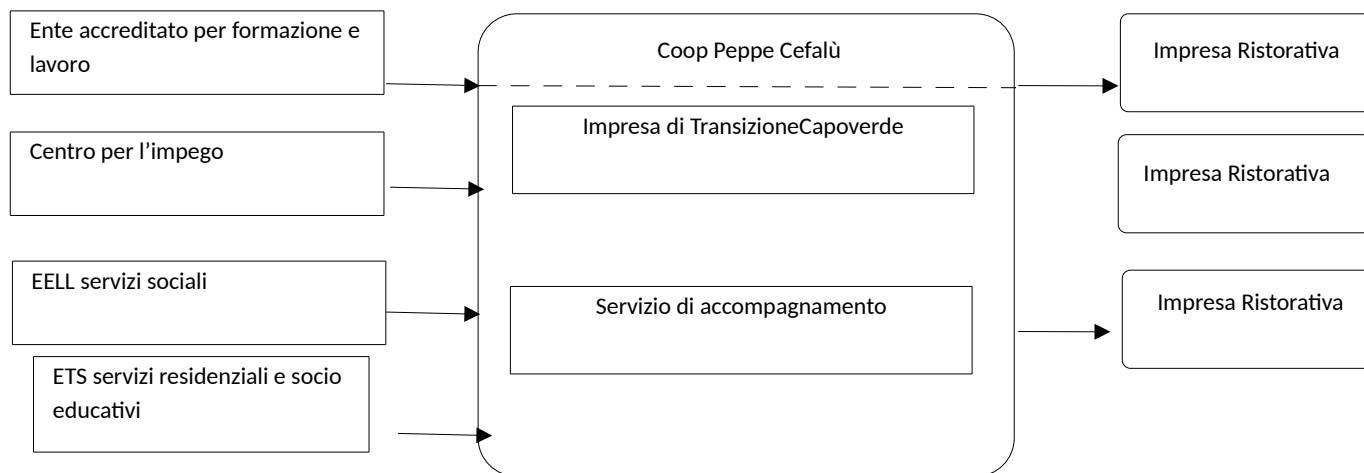 Ente accreditato per formazione e
lavoro
Centro per l'impego
EELL servizi sociali
ETS servizi residenziali e socio
educativi
Coop Peppe Cefalù
Impresa di TransizioneCapoverde
Servizio di accompagnamento
Impresa Ristorativa
Impresa Ristorativa
Impresa Ristorativa